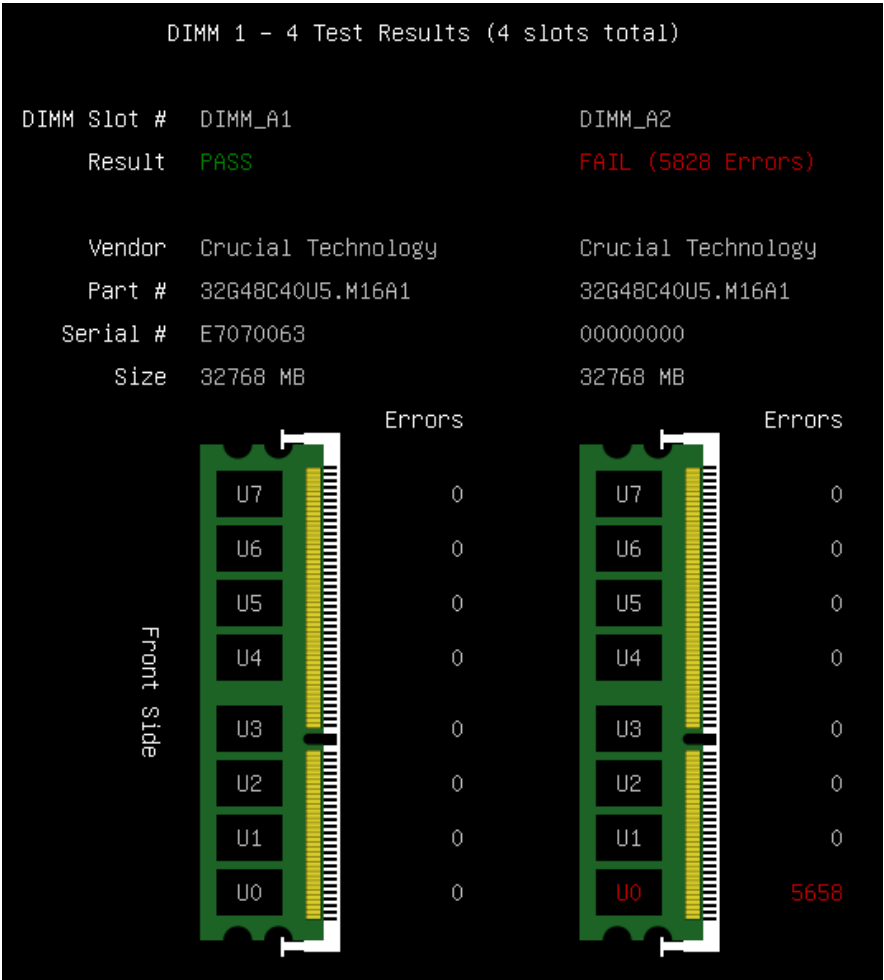 DIMM 1 - 4 Test Results (4 slots total)
DIMM Slot # DIMM_A1 DIMM_A2
Result PASS FAIL (5828 Errors)
Vendor Crucial Technology Crucial Technology
Part # 32G48C40U5.M16A1 32G48C40U5.M16A1
Serial # E7070063 00000000
Size 32768 MB 32768 MB
Errors Errors
U7 0 U7 0
U6 0 U6 0
U5 0 U5 0
U4 0 U4 0
Front Side
U3 0 U3 0
U2 0 U2 0
U1 0 U1 0
U0 0 U0 5658